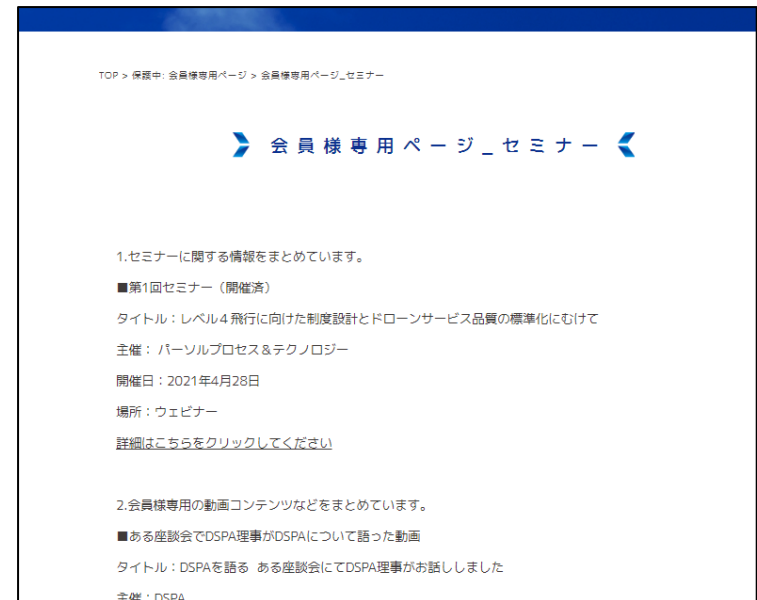 TOP > 保護中: 会員様専用ページ > 会員様専用ページ_セミナー
会員様専用ページ_セミナー
1.セミナーに関する情報をまとめています。
■第1回セミナー（開催済）
タイトル：レベル４飛行に向けた制度設計とドローンサービス品質の標準化にむけて
主催： パーソルプロセス＆テクノロジー
開催日：2021年4月28日
場所：ウェビナー
詳細はこちらをクリックしてください
2.会員様専用の動画コンテンツなどをまとめています。
■ある座談会でDSPA理事がDSPAについて語った動画
タイトル：DSPAを語る ある座談会にてDSPA理事がお話ししました
主催：DSPA